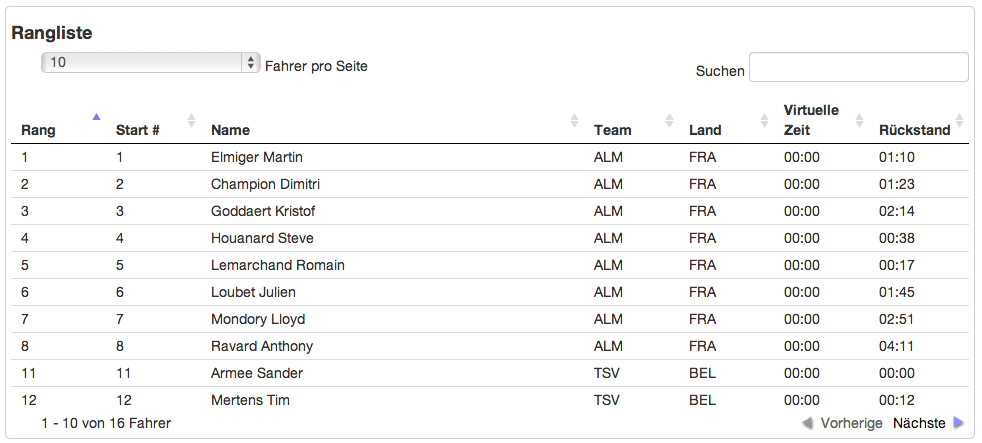 Rangliste
10 Fahrer pro Seite Suchen
Rang Start # Name Team Land Virtuelle Zeit Rückstand
1 1 Elmiger Martin ALM FRA 00:00 01:10
2 2 Champion Dimitri ALM FRA 00:00 01:23
3 3 Goddaert Kristof ALM FRA 00:00 02:14
4 4 Houanard Steve ALM FRA 00:00 00:38
5 5 Lemarchand Romain ALM FRA 00:00 00:17
6 6 Loubet Julien ALM FRA 00:00 01:45
7 7 Mondory Lloyd ALM FRA 00:00 02:51
8 8 Ravard Anthony ALM FRA 00:00 04:11
11 11 Armee Sander TSV BEL 00:00 00:00
12 12 Mertens Tim TSV BEL 00:00 00:12
1 - 10 von 16 Fahrer Vorherige Nächste